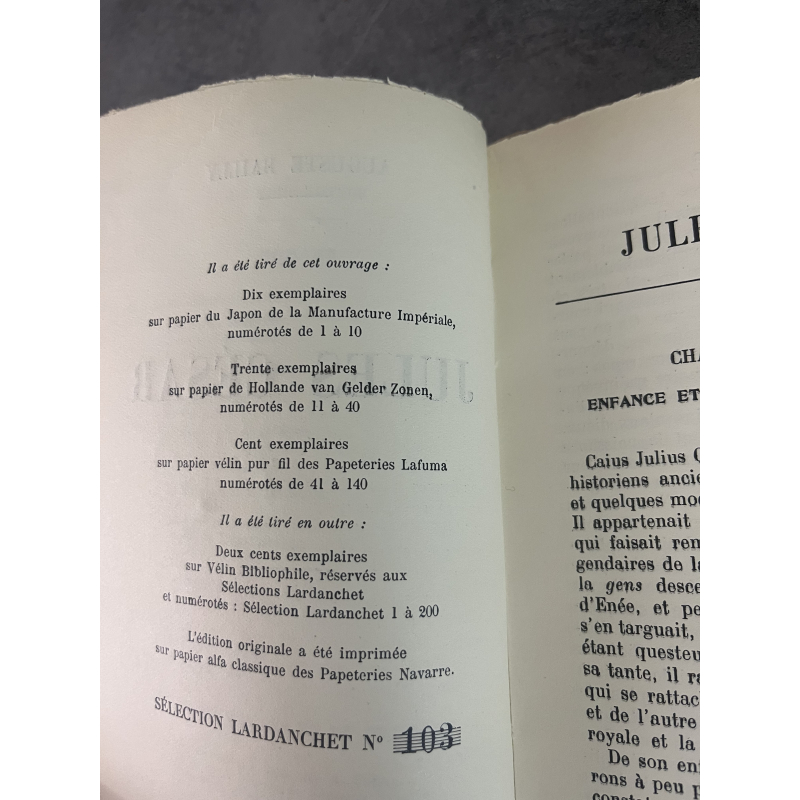 Il a été tiré de cet ouvrage :
Dix exemplaires
sur papier du Japon de la Manufacture Impériale,
numérotés de 1 à 10
Trente exemplaires
sur papier de Hollande van Gelder Zonen,
numérotés de 11 à 40
Cent exemplaires
sur papier vélin pur fil des Papeteries Lafuma
numérotés de 41 à 140
Il a été tiré en outre :
Deux cents exemplaires
sur Vélin Bibliophile, réservés aux
Sélections Lardanchet
et numérotés : Sélection Lardanchet 1 à 200
L'édition originale a été imprimée
sur papier alfa classique des Papeteries Navarre.
SÉLECTION LARDANCHET N° 103
JUL
CHA
ENFANCE ET
Caius Julius
historiens anci
et quelques mo
Il appartenait
qui faisait rem
gendaires de la
la gens desce
d'Enée, et pe
s'en targuait,
étant questeu
sa tante, il ra
qui se rattac
et de l'autre
royale et la
De son en
rons à peu p